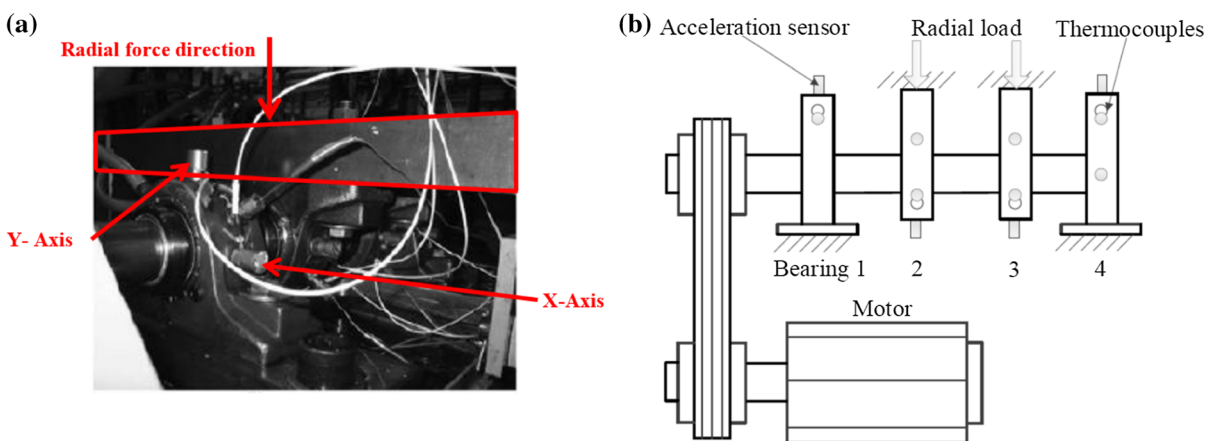 (a)
Radial force direction
Y- Axis
X-Axis
(b)
Acceleration sensor
Radial load
Thermocouples
Bearing 1
2
3
4
Motor